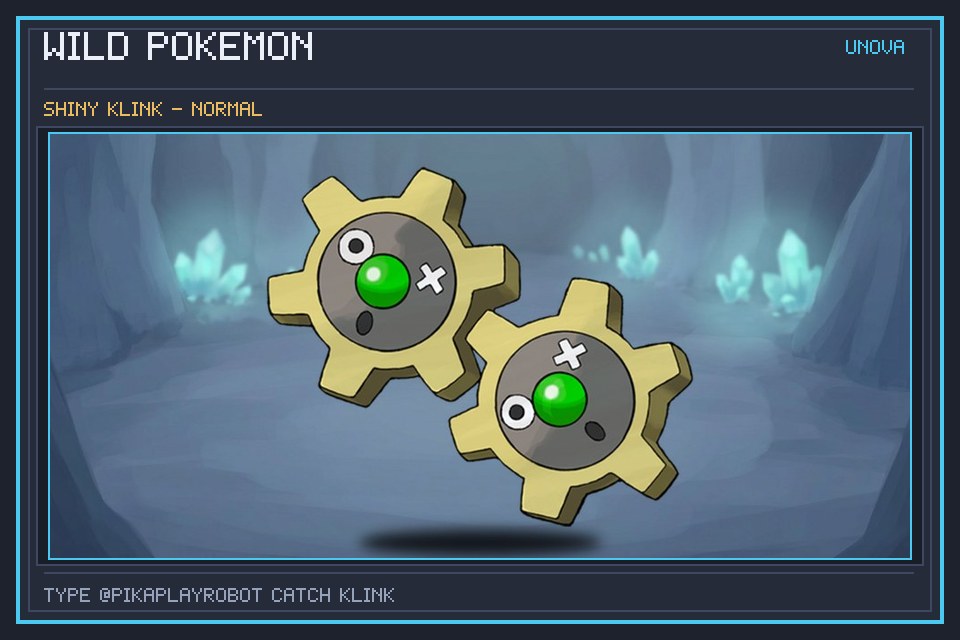 WILD POKEMON
UNOVA
SHINY KLINK - NORMAL
TYPE @PIKAPLAYROBOT CATCH KLINK